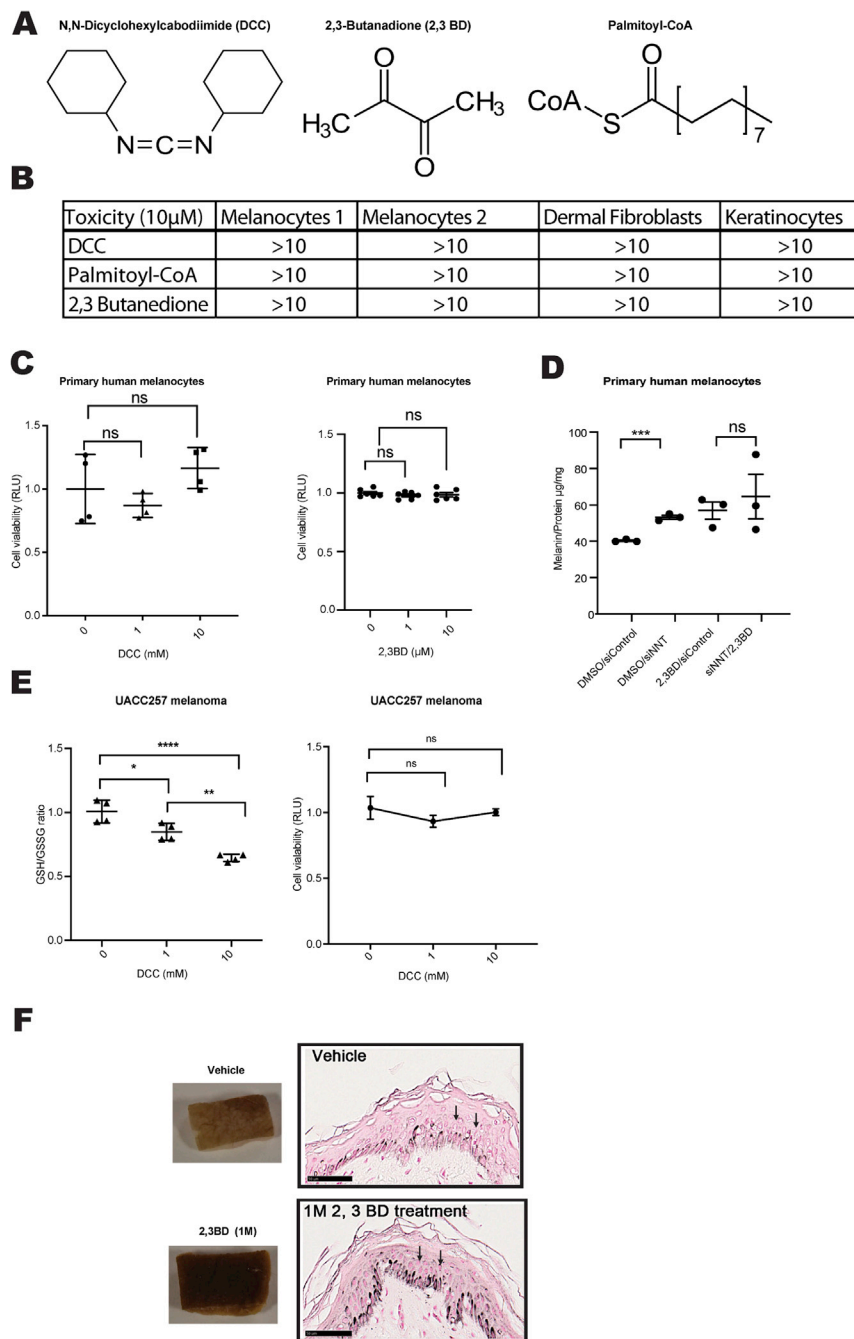 A
N,N-Dicyclohexylcabodiimide (DCC)
2,3-Butanadione (2,3 BD)
Palmitoyl-CoA
N=C=N
O
H₃C
CH₃
O
O
CoA
S
7
B
Toxicity (10µM) Melanocytes 1 Melanocytes 2 Dermal Fibroblasts Keratinocytes
DCC >10 >10 >10 >10
Palmitoyl-CoA >10 >10 >10 >10
2,3 Butanedione >10 >10 >10 >10
C
Primary human melanocytes
ns
ns
1.5
1.0
0.5
0.0
Cell vialability (RLU)
0 1 10
DCC (mM)
Primary human melanocytes
ns
ns
1.5
1.0
0.5
0.0
Cell vialability (RLU)
0 1 10
2,3BD (µM)
D
Primary human melanocytes
***
ns
100
80
60
40
20
0
Melanin/Protein µg/mg
DMSO/siControl
DMSO/siNNT
2,3BD/siControl
siNNT/2,3BD
E
UACC257 melanoma
****
*
**
1.5
1.0
0.5
0.0
GSH/GSSG ratio
0 1 10
DCC (mM)
UACC257 melanoma
ns
ns
1.5
1.0
0.5
0.0
Cell vialability (RLU)
0 1 10
DCC (mM)
F
Vehicle
Vehicle
2,3BD (1M)
1M 2, 3 BD treatment